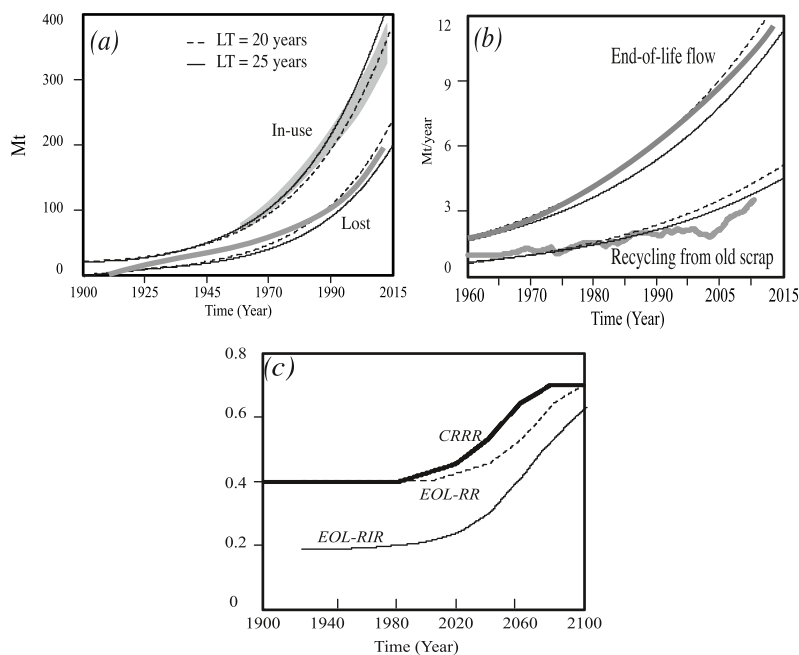 (a)
LT = 20 years
LT = 25 years
In-use
Lost
Mt
400
300
200
100
0
1900
1925
1945
1970
1990
2015
Time (Year)
(b)
End-of-life flow
Recycling from old scrap
Mt/year
12
9
6
3
0
1960
1970
1980
1990
2005
2015
Time (Year)
(c)
CRRR
EOL-RR
EOL-RIR
0.8
0.6
0.4
0.2
0
1900
1940
1980
2020
2060
2100
Time (Year)